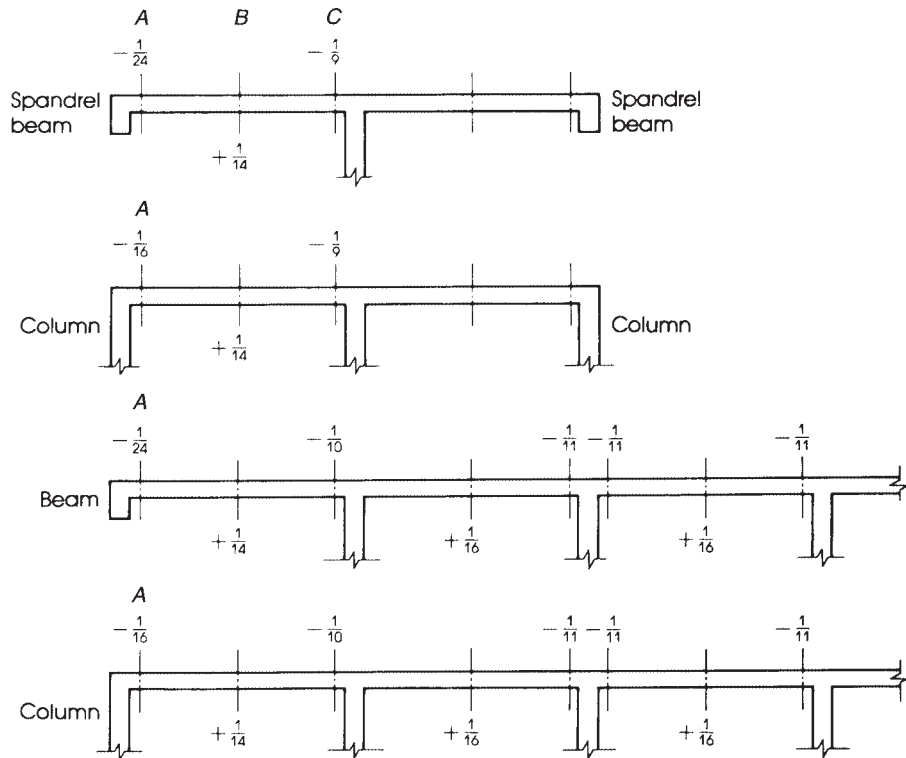 A B C
− 1/24 − 1/9
Spandrel beam Spandrel beam
+ 1/14
A
− 1/16 − 1/9
Column Column
+ 1/14
A
− 1/24 − 1/10 − 1/11 − 1/11 − 1/11
Beam
+ 1/14 + 1/16 + 1/16
A
− 1/16 − 1/10 − 1/11 − 1/11 − 1/11
Column
+ 1/14 + 1/16 + 1/16